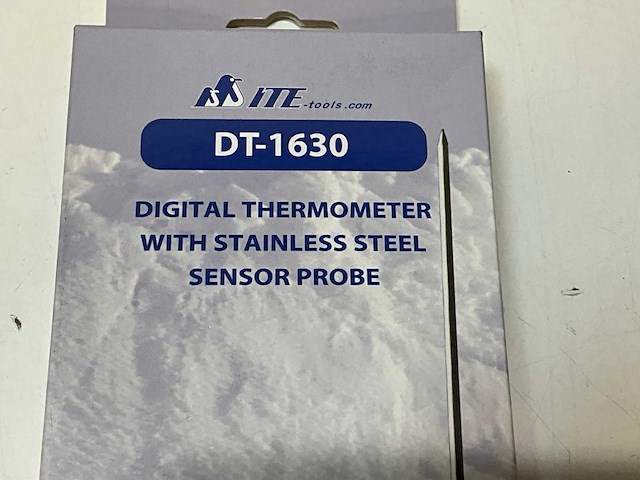 ITE-tools.com
DT-1630
DIGITAL THERMOMETER
WITH STAINLESS STEEL
SENSOR PROBE